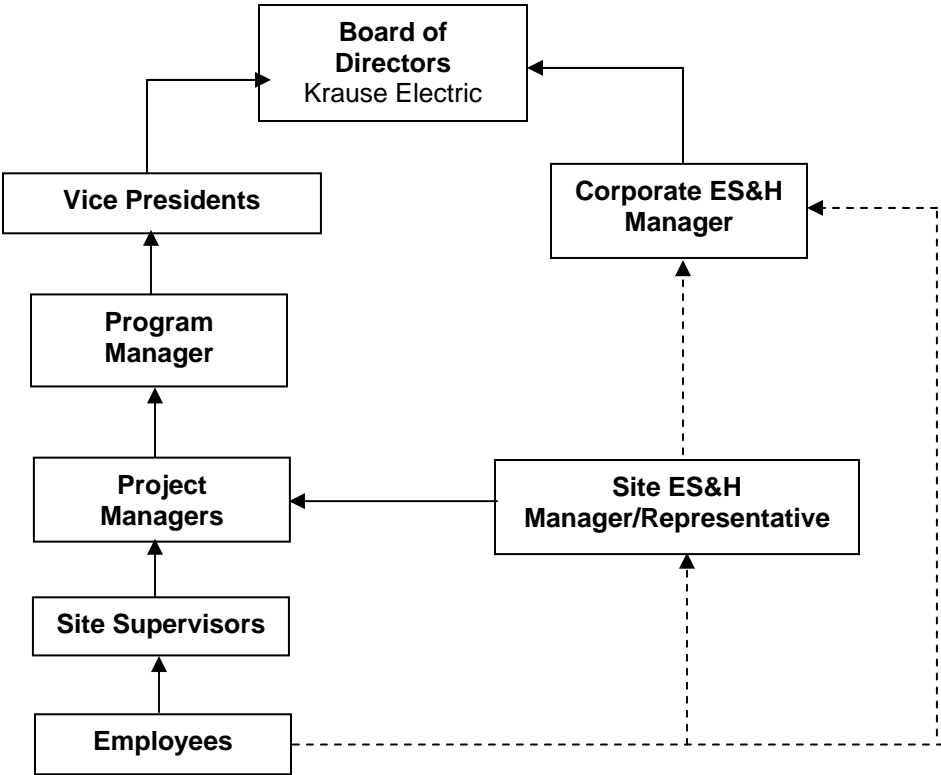 Board of
Directors
Krause Electric
Vice Presidents
Corporate ES&H
Manager
Program
Manager
Project
Managers
Site ES&H
Manager/Representative
Site Supervisors
Employees